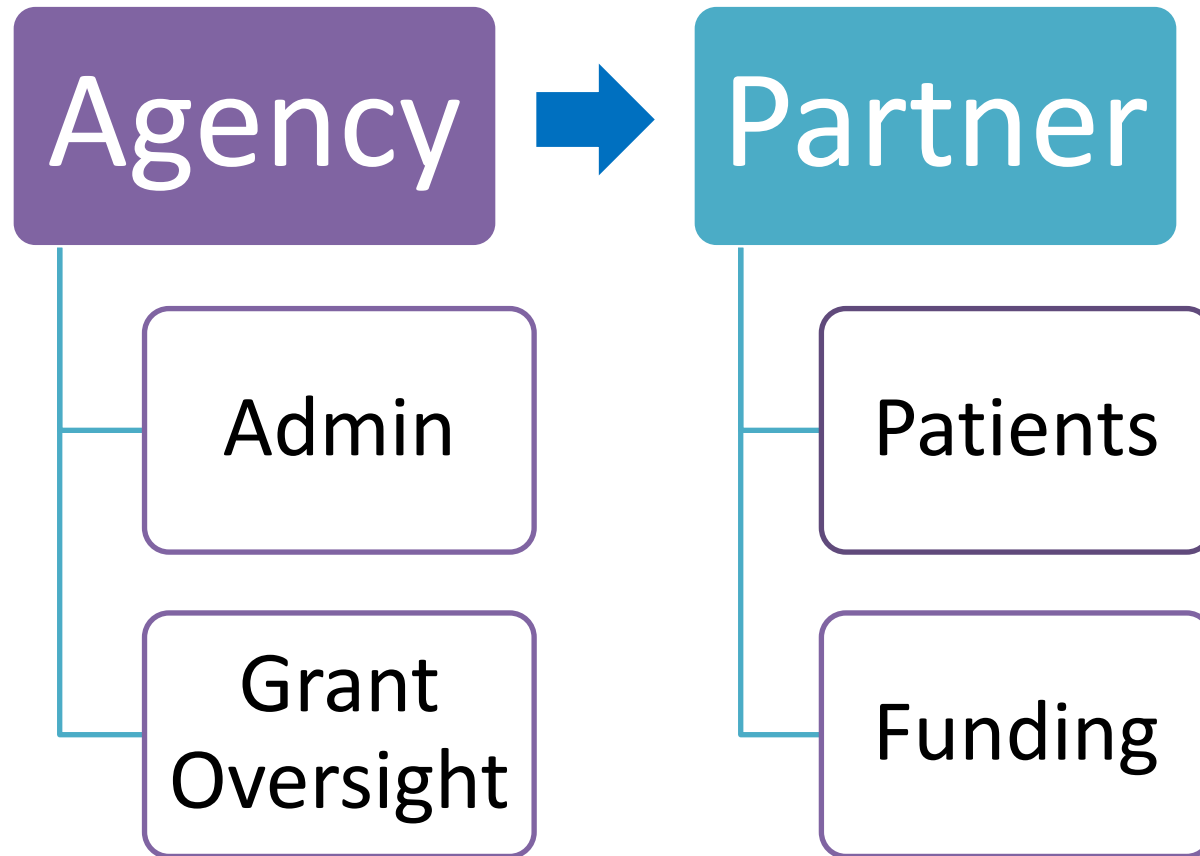 Agency
Partner
Admin
Patients
Grant
Oversight
Funding